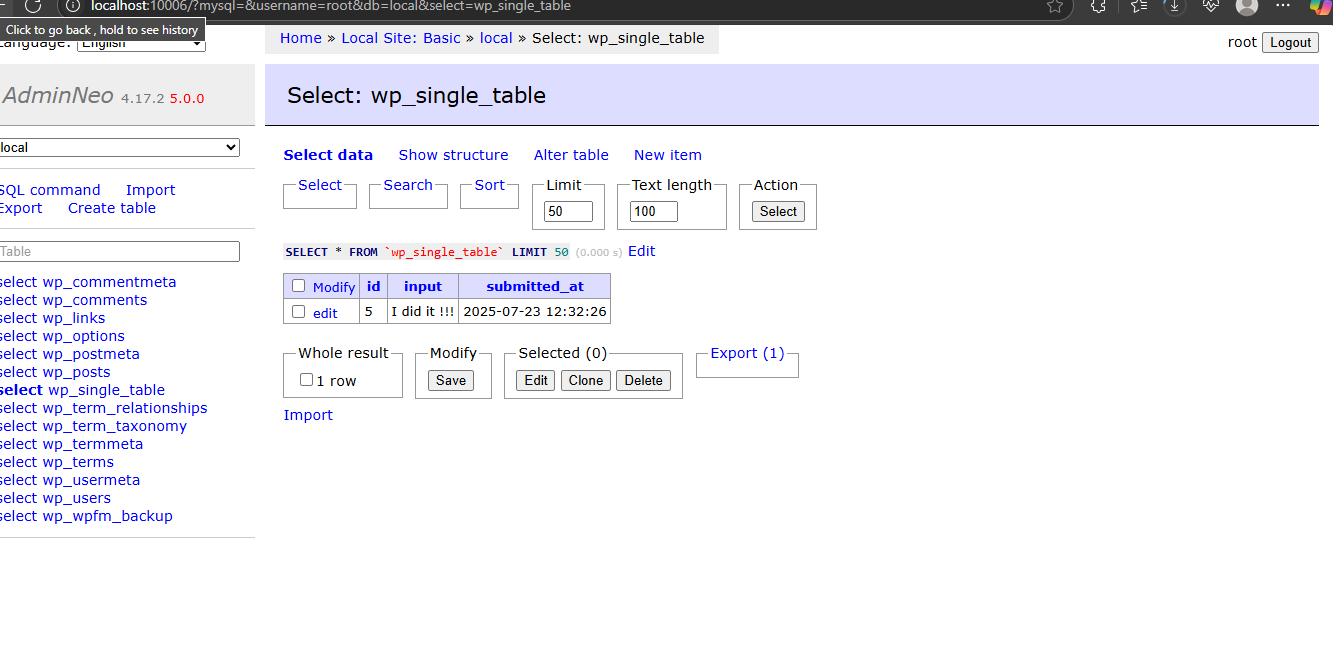 localhost:10006/?mysql=&username=root&db=local&select=wp_single_table
Click to go back , hold to see history
Language: English
Home » Local Site: Basic » local » Select: wp_single_table
root Logout
AdminNeo 4.17.2 5.0.0
Select: wp_single_table
local
Select data Show structure Alter table New item
SQL command Import
Export Create table
Select Search Sort Limit Text length Action
50 100 Select
Table
SELECT * FROM `wp_single_table` LIMIT 50 (0.000 s) Edit
Modify id input submitted_at
edit 5 I did it !!! 2025-07-23 12:32:26
select wp_commentmeta
select wp_comments
select wp_links
select wp_options
select wp_postmeta
select wp_posts
select wp_single_table
select wp_term_relationships
select wp_term_taxonomy
select wp_termmeta
select wp_terms
select wp_usermeta
select wp_users
select wp_wpfm_backup
Whole result Modify Selected (0) Export (1)
1 row Save Edit Clone Delete
Import